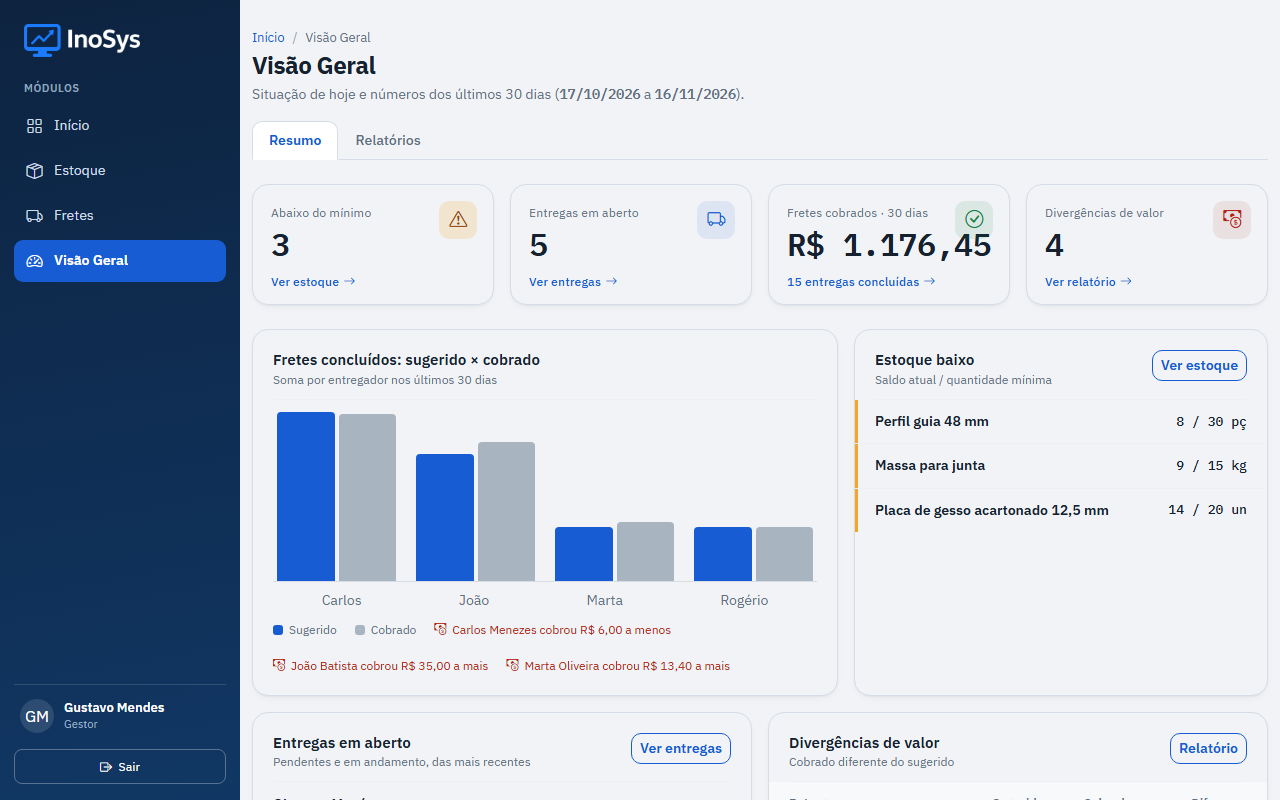 InoSys
MÓDULOS
Início
Estoque
Fretes
Visão Geral
GM
Gustavo Mendes
Gestor
Sair
Início / Visão Geral
Visão Geral
Situação de hoje e números dos últimos 30 dias (17/10/2026 a 16/11/2026).
Resumo
Relatórios
Abaixo do mínimo
3
Ver estoque →
Entregas em aberto
5
Ver entregas →
Fretes cobrados · 30 dias
R$ 1.176,45
15 entregas concluídas →
Divergências de valor
4
Ver relatório →
Fretes concluídos: sugerido × cobrado
Soma por entregador nos últimos 30 dias
Carlos
João
Marta
Rogério
Sugerido
Cobrado
Carlos Menezes cobrou R$ 6,00 a menos
João Batista cobrou R$ 35,00 a mais
Marta Oliveira cobrou R$ 13,40 a mais
Estoque baixo
Saldo atual / quantidade mínima
Ver estoque
Perfil guia 48 mm 8 / 30 pç
Massa para junta 9 / 15 kg
Placa de gesso acartonado 12,5 mm 14 / 20 un
Entregas em aberto
Pendentes e em andamento, das mais recentes
Ver entregas
Divergências de valor
Cobrado diferente do sugerido
Relatório